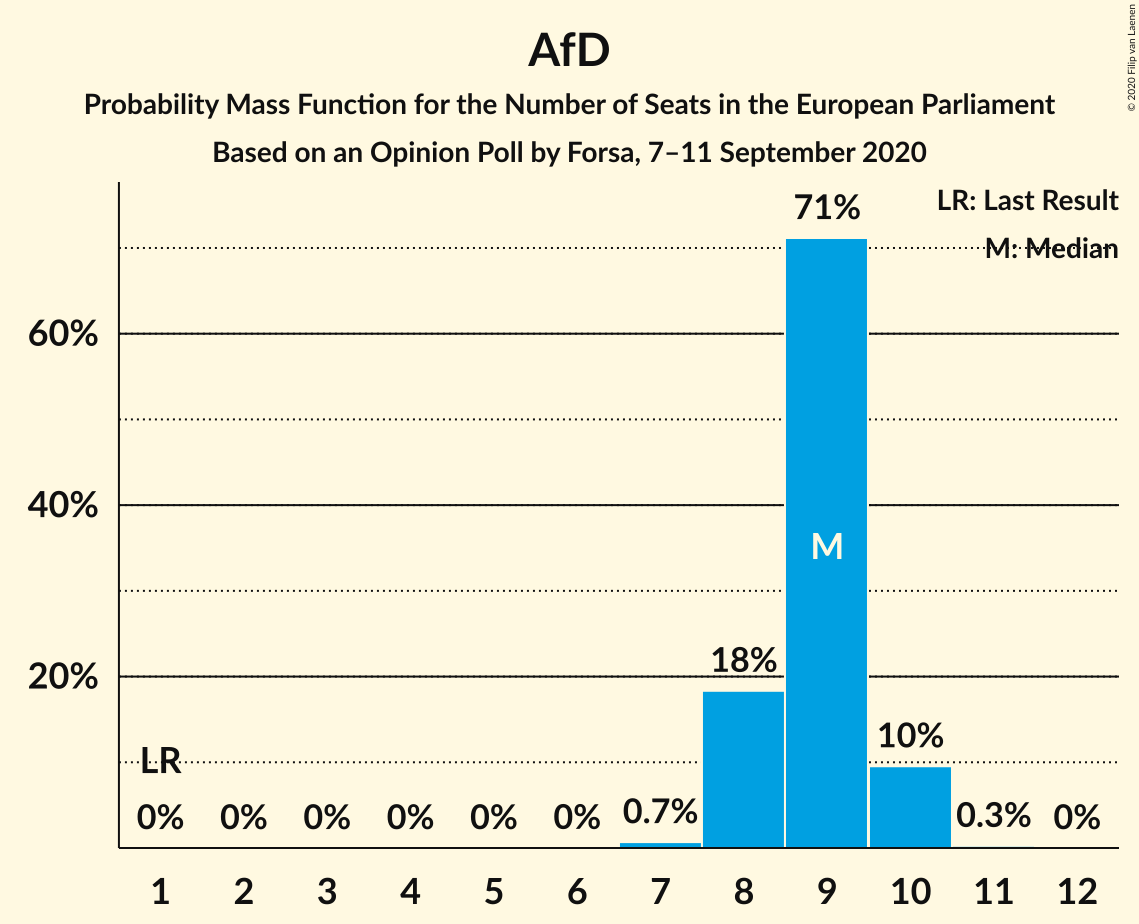 AfD
Probability Mass Function for the Number of Seats in the European Parliament
Based on an Opinion Poll by Forsa, 7–11 September 2020
© 2020 Filip van Laenen
LR: Last Result
M: Median
71%
60%
40%
M
20%
18%
10%
LR
0% 0% 0% 0% 0% 0% 0.7% 0.3% 0%
1 2 3 4 5 6 7 8 9 10 11 12